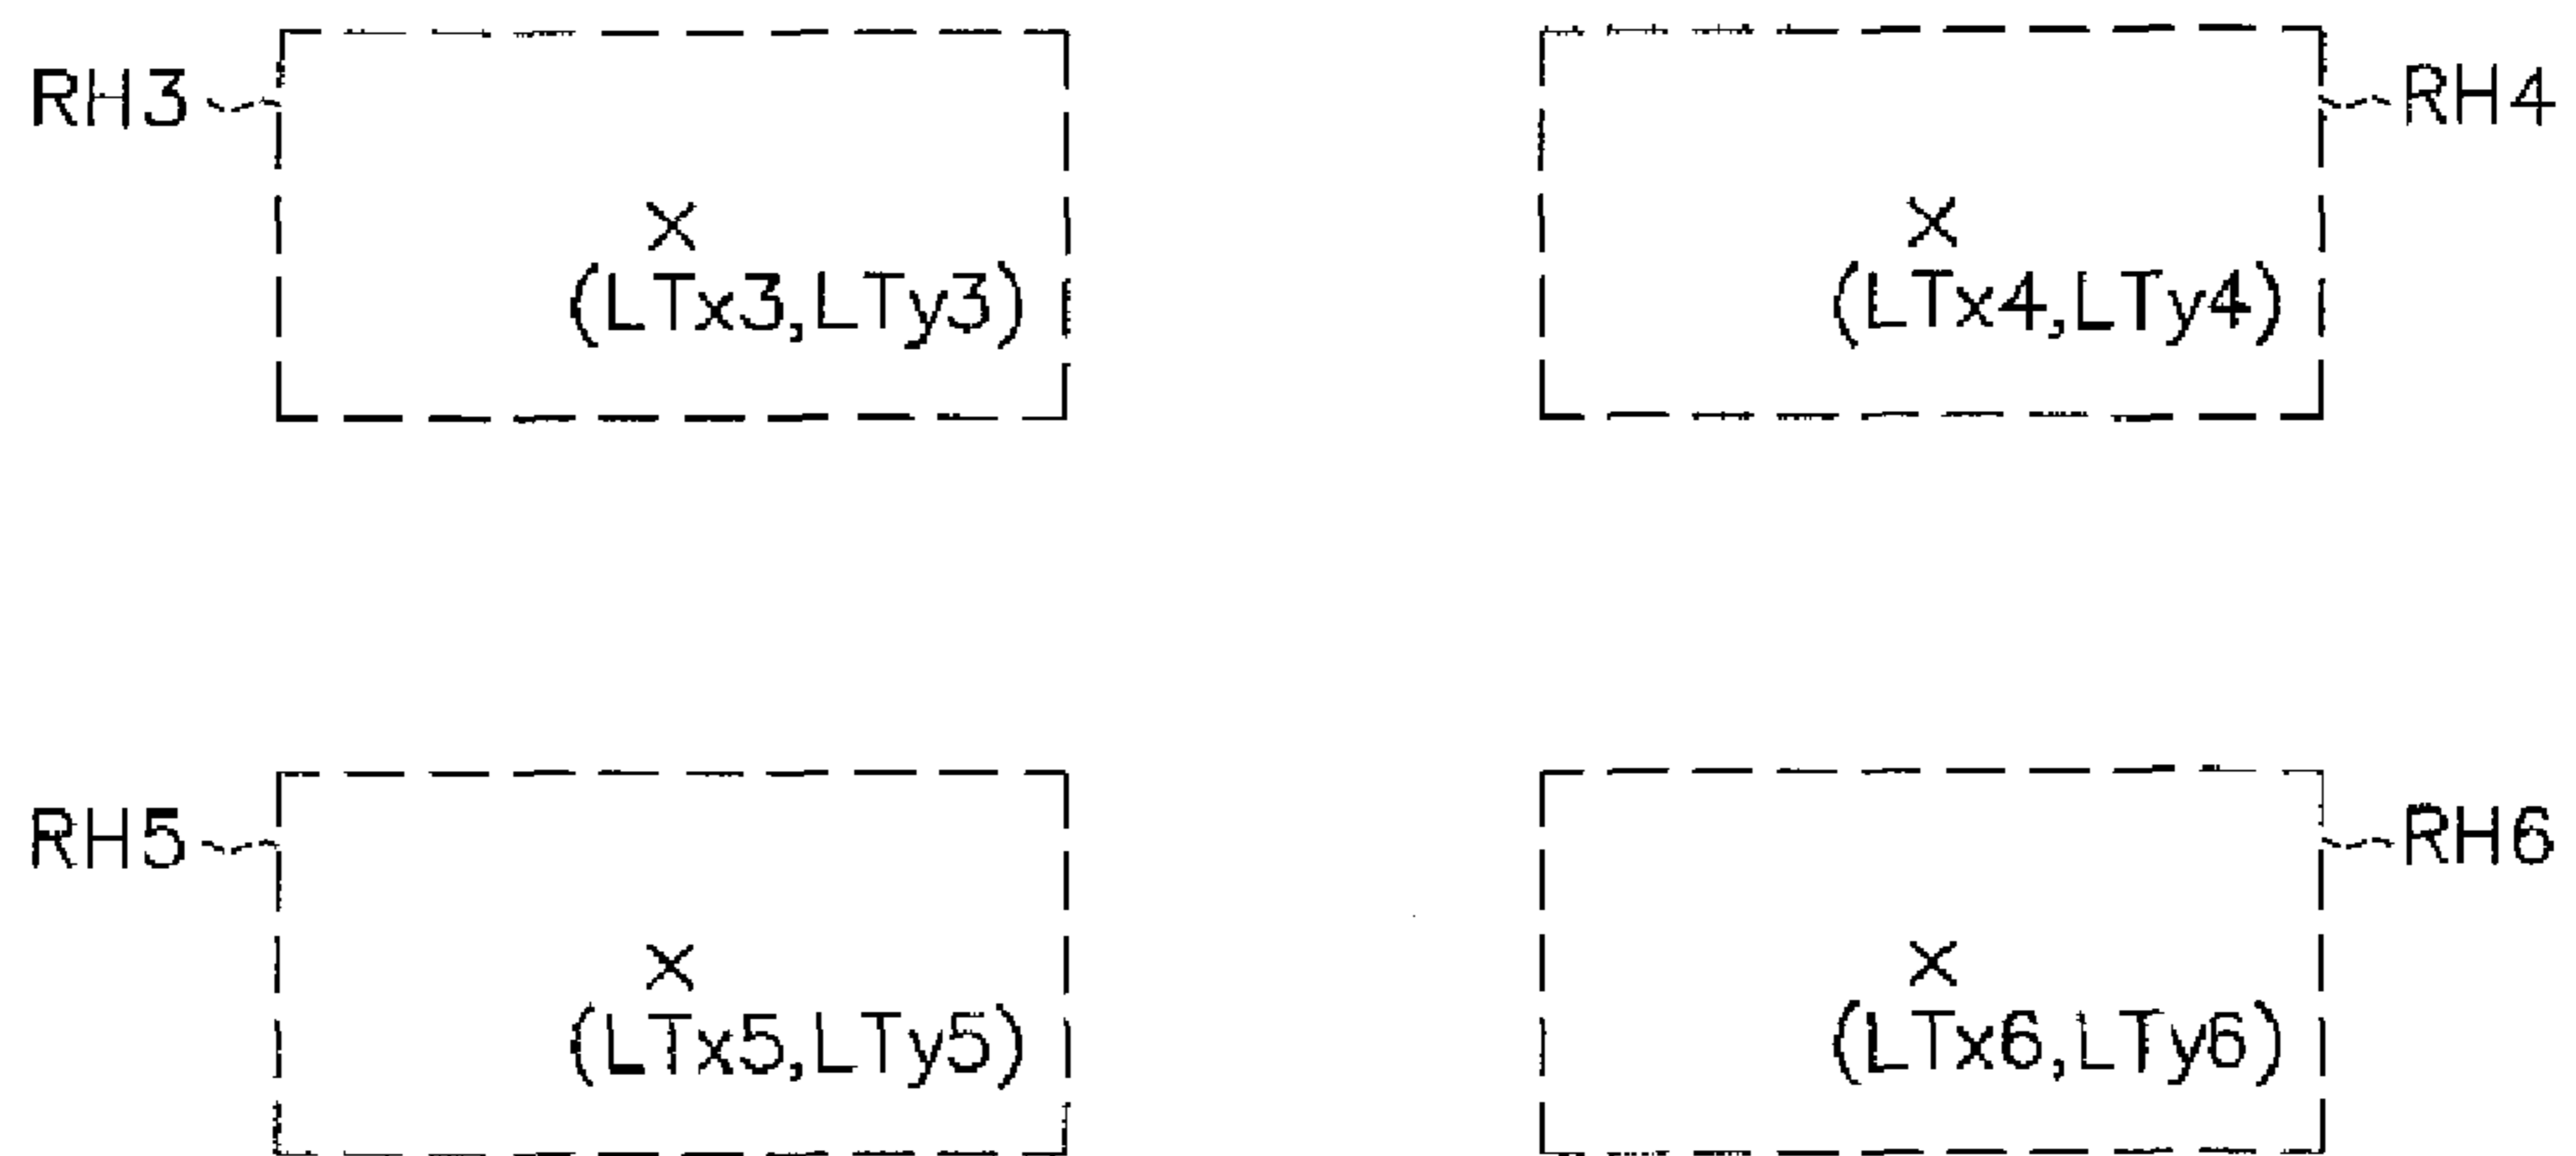 RH3
RH4
(LTx3,LTy3)
(LTx4,LTy4)
RH5
RH6
(LTx5,LTy5)
(LTx6,LTy6)